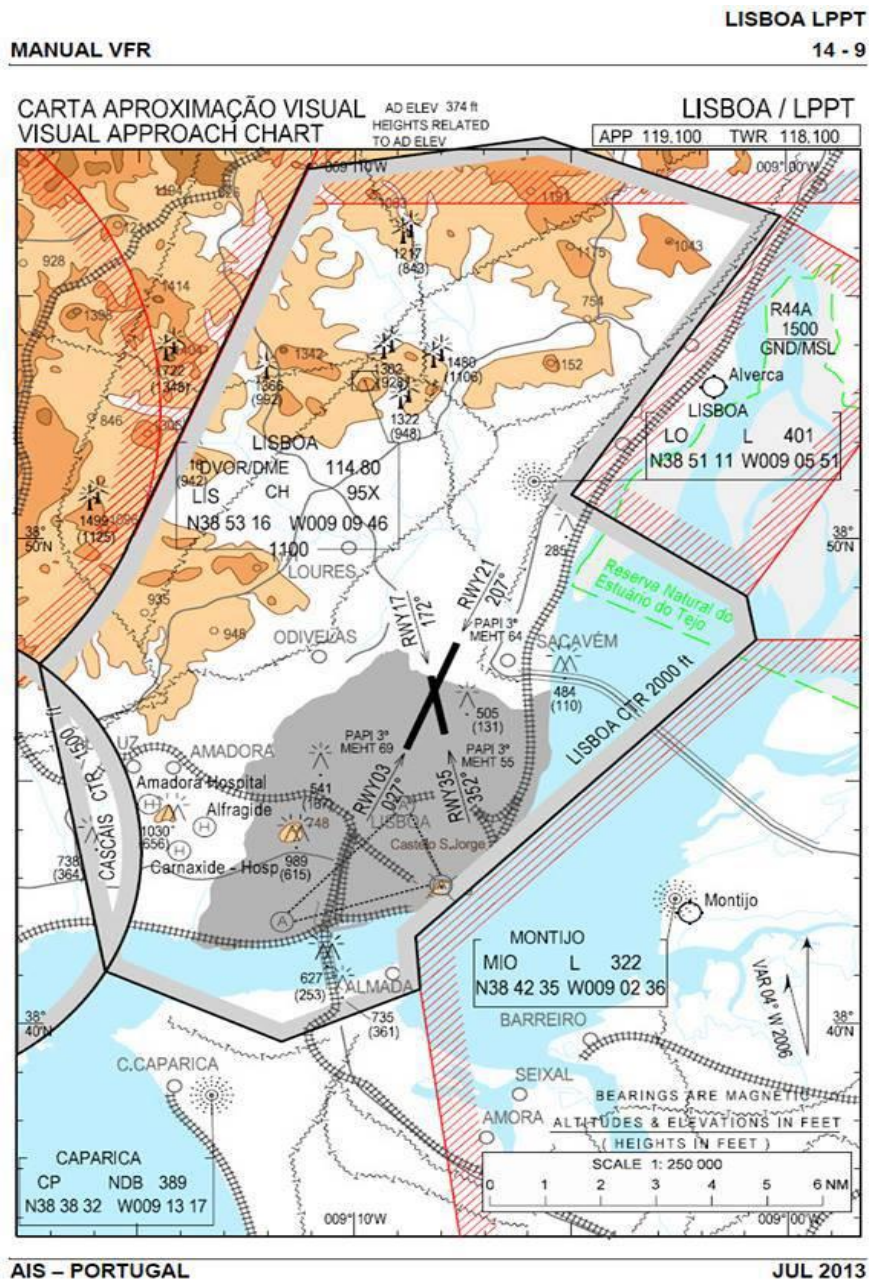 LISBOA LPPT
MANUAL VFR
14 - 9
CARTA APROXIMAÇÃO VISUAL
VISUAL APPROACH CHART
AD ELEV 374 ft
HEIGHTS RELATED
TO AD ELEV
LISBOA / LPPT
APP 119.100 TWR 118.100
009° 10'W
009° 00'W
1191
1217
(843)
1175
1043
928
754
1414
R44A
1500
GND/MSL
1342
1480
(1106)
1152
(1348)
1366
(992)
(928)
Alverca
846
1322
(948)
LISBOA
LO L 401
N38 51 11 W009 05 51
LISBOA
DVOR/DME 114.80
(942)
LIS CH 95X
N38 53 16 W009 09 46
1100
1499
(1125)
38°
50'N
285
38°
50'N
LOURES
Reserva Natural do
Estuário do Tejo
935
RWY17
172°
RWY21
207°
948
ODIVELAS
PAPI 3°
MEHT 64
SACAVÉM
484
(110)
LISBOA CTR 2000 ft
505
(131)
PAPI 3°
MEHT 69
PAPI 3°
MEHT 55
CASCAIS CTR 1500 ft
UZ
AMADORA
RWY03
027°
RWY35
352°
541
Amadora Hospital
H
Alfragide
H
LISBOA
748
1030
(656)
Castelo S.Jorge
738
(364)
H
Carnaxide - Hosp
989
(615)
A
Montijo
MONTIJO
MIO L 322
N38 42 35 W009 02 36
627
(253)
ALMADA
735
(361)
38°
40'N
38°
40'N
VAR 04° W 2006
BARREIRO
C.CAPARICA
SEIXAL
AMORA
BEARINGS ARE MAGNETIC
ALTITUDES & ELEVATIONS IN FEET
HEIGHTS IN FEET )
CAPARICA
CP NDB 389
N38 38 32 W009 13 17
SCALE 1: 250 000
0 1 2 3 4 5 6 NM
009° 10'W
009° 00'W
AIS – PORTUGAL
JUL 2013